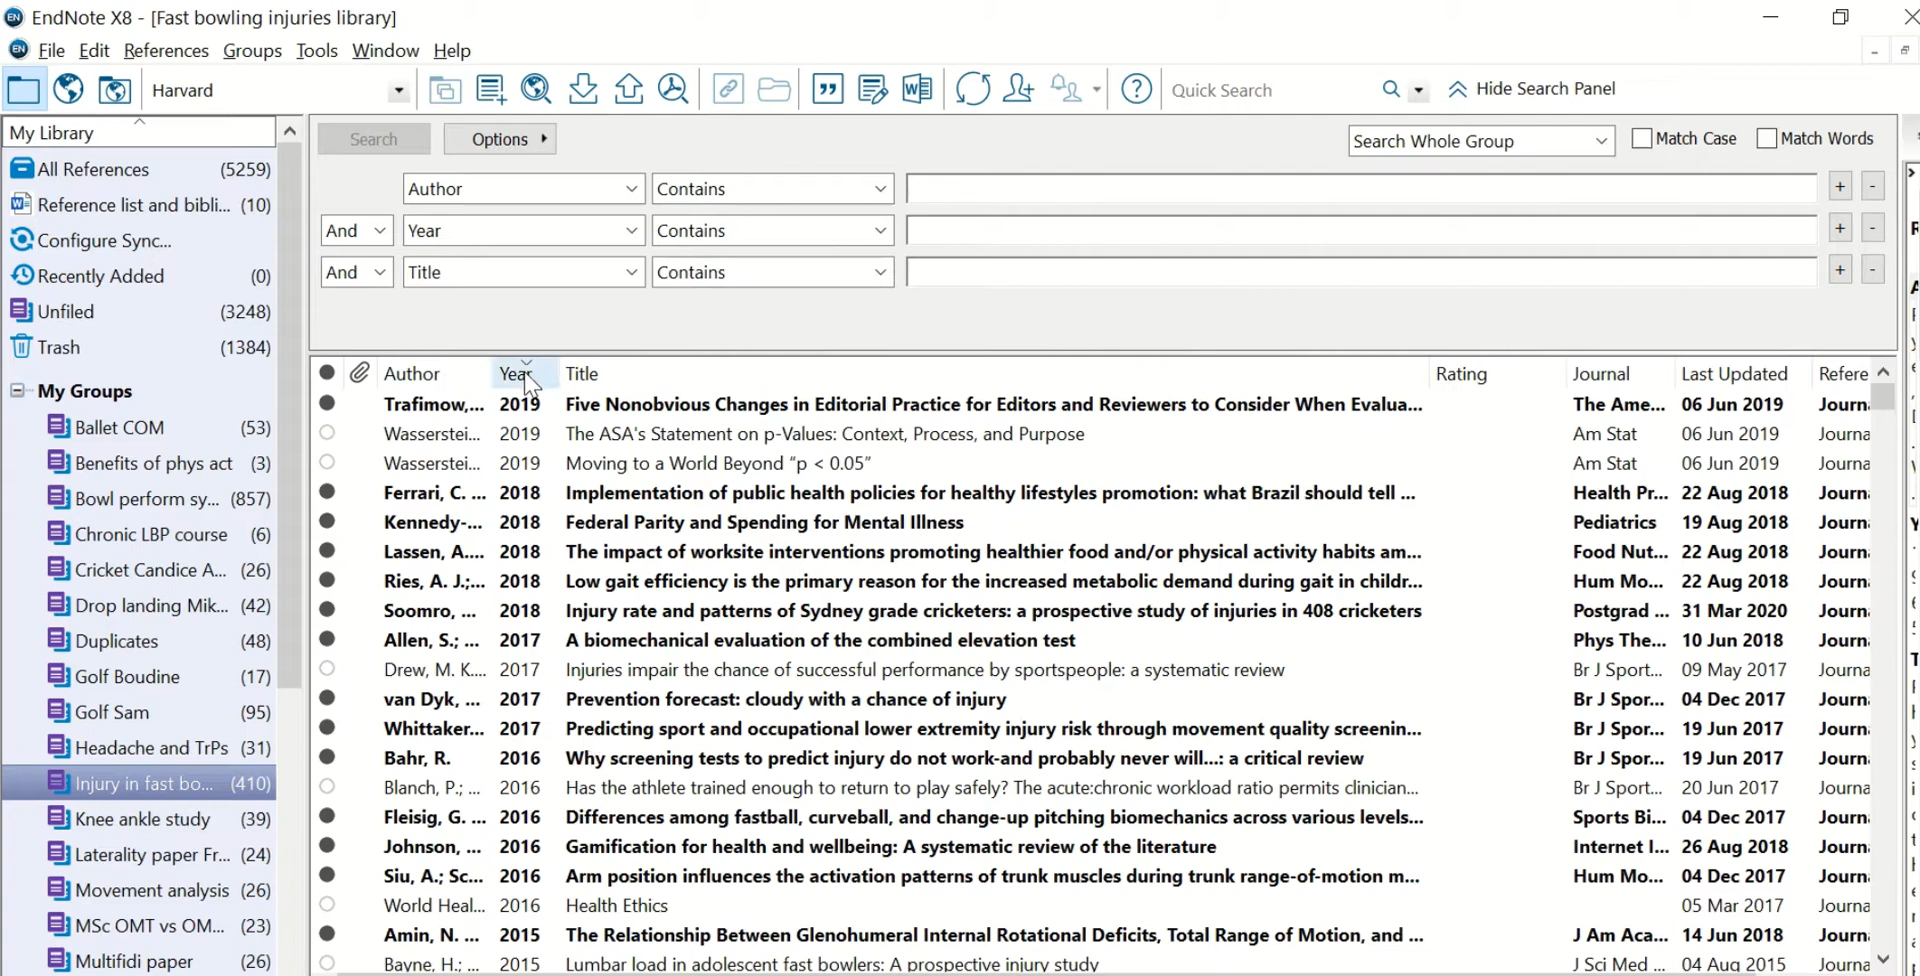 EndNote X8 - [Fast bowling injuries library]
File Edit References Groups Tools Window Help
Harvard Quick Search Hide Search Panel
My Library
All References (5259)
Reference list and bibli... (10)
Configure Sync...
Recently Added (0)
Unfiled (3248)
Trash (1384)
My Groups
Ballet COM (53)
Benefits of phys act (3)
Bowl perform sy... (857)
Chronic LBP course (6)
Cricket Candice A... (26)
Drop landing Mik... (42)
Duplicates (48)
Golf Boudine (17)
Golf Sam (95)
Headache and TrPs (31)
Injury in fast bo... (410)
Knee ankle study (39)
Laterality paper Fr... (24)
Movement analysis (26)
MSc OMT vs OM... (23)
Multifidi paper (26)
Search Options Search Whole Group Match Case Match Words
Author Contains + -
And Year Contains + -
And Title Contains + -
Author Year Title Rating Journal Last Updated Refere
Trafimow,... 2019 Five Nonobvious Changes in Editorial Practice for Editors and Reviewers to Consider When Evalua... The Ame... 06 Jun 2019 Journ
Wasserstei... 2019 The ASA's Statement on p-Values: Context, Process, and Purpose Am Stat 06 Jun 2019 Journa
Wasserstei... 2019 Moving to a World Beyond “p < 0.05” Am Stat 06 Jun 2019 Journa
Ferrari, C. ... 2018 Implementation of public health policies for healthy lifestyles promotion: what Brazil should tell ... Health Pr... 22 Aug 2018 Journ
Kennedy-... 2018 Federal Parity and Spending for Mental Illness Pediatrics 19 Aug 2018 Journ
Lassen, A.... 2018 The impact of worksite interventions promoting healthier food and/or physical activity habits am... Food Nut... 22 Aug 2018 Journ
Ries, A. J.;... 2018 Low gait efficiency is the primary reason for the increased metabolic demand during gait in childr... Hum Mo... 22 Aug 2018 Journ
Soomro, ... 2018 Injury rate and patterns of Sydney grade cricketers: a prospective study of injuries in 408 cricketers Postgrad ... 31 Mar 2020 Journ
Allen, S.; ... 2017 A biomechanical evaluation of the combined elevation test Phys The... 10 Jun 2018 Journ
Drew, M. K.... 2017 Injuries impair the chance of successful performance by sportspeople: a systematic review Br J Sport... 09 May 2017 Journa
van Dyk, ... 2017 Prevention forecast: cloudy with a chance of injury Br J Spor... 04 Dec 2017 Journ
Whittaker... 2017 Predicting sport and occupational lower extremity injury risk through movement quality screenin... Br J Spor... 19 Jun 2017 Journ
Bahr, R. 2016 Why screening tests to predict injury do not work-and probably never will...: a critical review Br J Spor... 19 Jun 2017 Journ
Blanch, P.; ... 2016 Has the athlete trained enough to return to play safely? The acute:chronic workload ratio permits clinician... Br J Sport... 20 Jun 2017 Journa
Fleisig, G. ... 2016 Differences among fastball, curveball, and change-up pitching biomechanics across various levels... Sports Bi... 04 Dec 2017 Journ
Johnson, ... 2016 Gamification for health and wellbeing: A systematic review of the literature Internet I... 26 Aug 2018 Journ
Siu, A.; Sc... 2016 Arm position influences the activation patterns of trunk muscles during trunk range-of-motion m... Hum Mo... 04 Dec 2017 Journ
World Heal... 2016 Health Ethics 05 Mar 2017 Journa
Amin, N. ... 2015 The Relationship Between Glenohumeral Internal Rotational Deficits, Total Range of Motion, and ... J Am Aca... 14 Jun 2018 Journ
Bayne, H.; ... 2015 Lumbar load in adolescent fast bowlers: A prospective injury study J Sci Med ... 04 Aug 2015 Journa